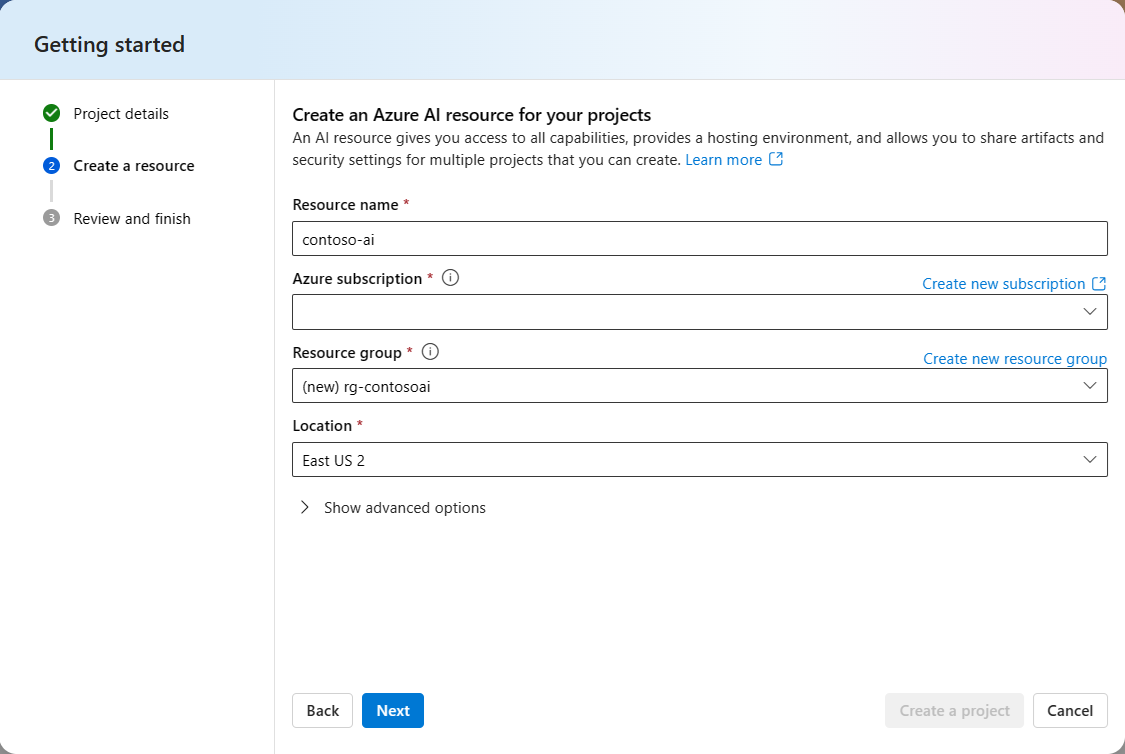 Getting started
Project details
2 Create a resource
3 Review and finish
Create an Azure AI resource for your projects
An AI resource gives you access to all capabilities, provides a hosting environment, and allows you to share artifacts and
security settings for multiple projects that you can create. Learn more
Resource name *
contoso-ai
Azure subscription *
Create new subscription
Resource group *
Create new resource group
(new) rg-contosoai
Location *
East US 2
Show advanced options
Back
Next
Create a project
Cancel